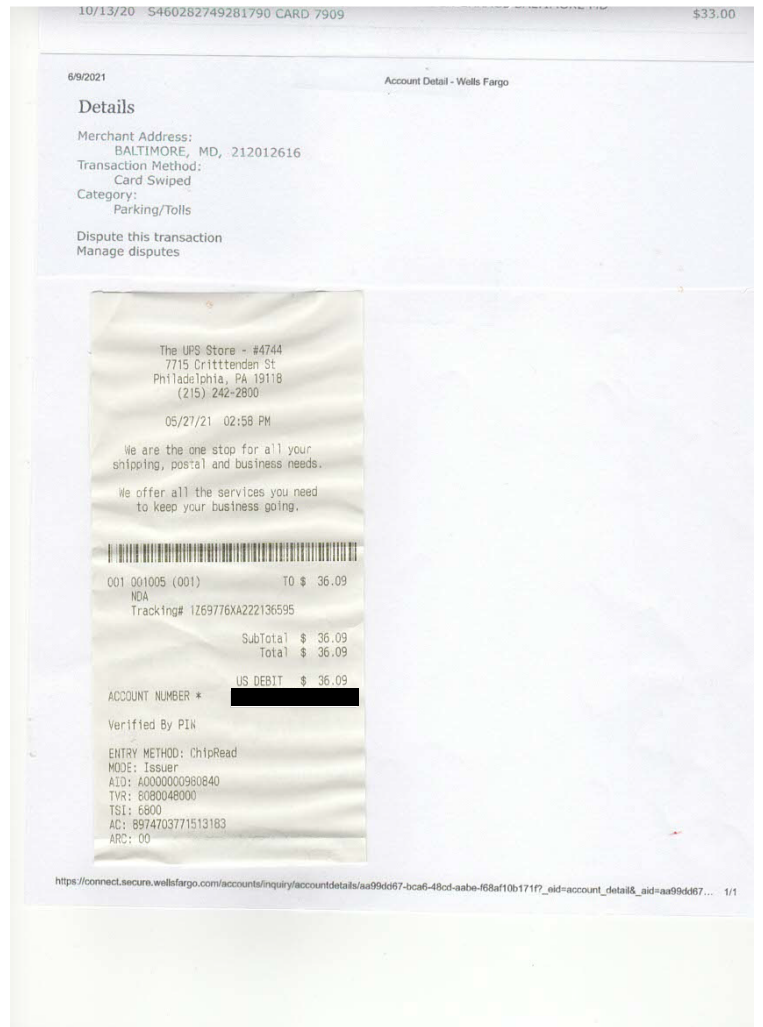 10/13/20 S460282749281790 CARD 7909 $33.00
6/9/2021 Account Detail - Wells Fargo
Details
Merchant Address:
BALTIMORE, MD, 212012616
Transaction Method:
Card Swiped
Category:
Parking/Tolls
Dispute this transaction
Manage disputes
The UPS Store - #4744
7715 Critttenden St
Philadelphia, PA 19118
(215) 242-2800
05/27/21 02:58 PM
We are the one stop for all your
shipping, postal and business needs.
We offer all the services you need
to keep your business going.
001 001005 (001) TO $ 36.09
NDA
Tracking# 1Z69776XA222136595
SubTotal $ 36.09
Total $ 36.09
US DEBIT $ 36.09
ACCOUNT NUMBER *
Verified By PIN
ENTRY METHOD: ChipRead
MODE: Issuer
AID: A0000000980840
TVR: 8080048000
TSI: 6800
AC: 8974703771513183
ARC: 00
https://connect.secure.wellsfargo.com/accounts/inquiry/accountdetails/aa99dd67-bca6-48cd-aabe-f68af10b171f?_eid=account_detail&_aid=aa99dd67... 1/1